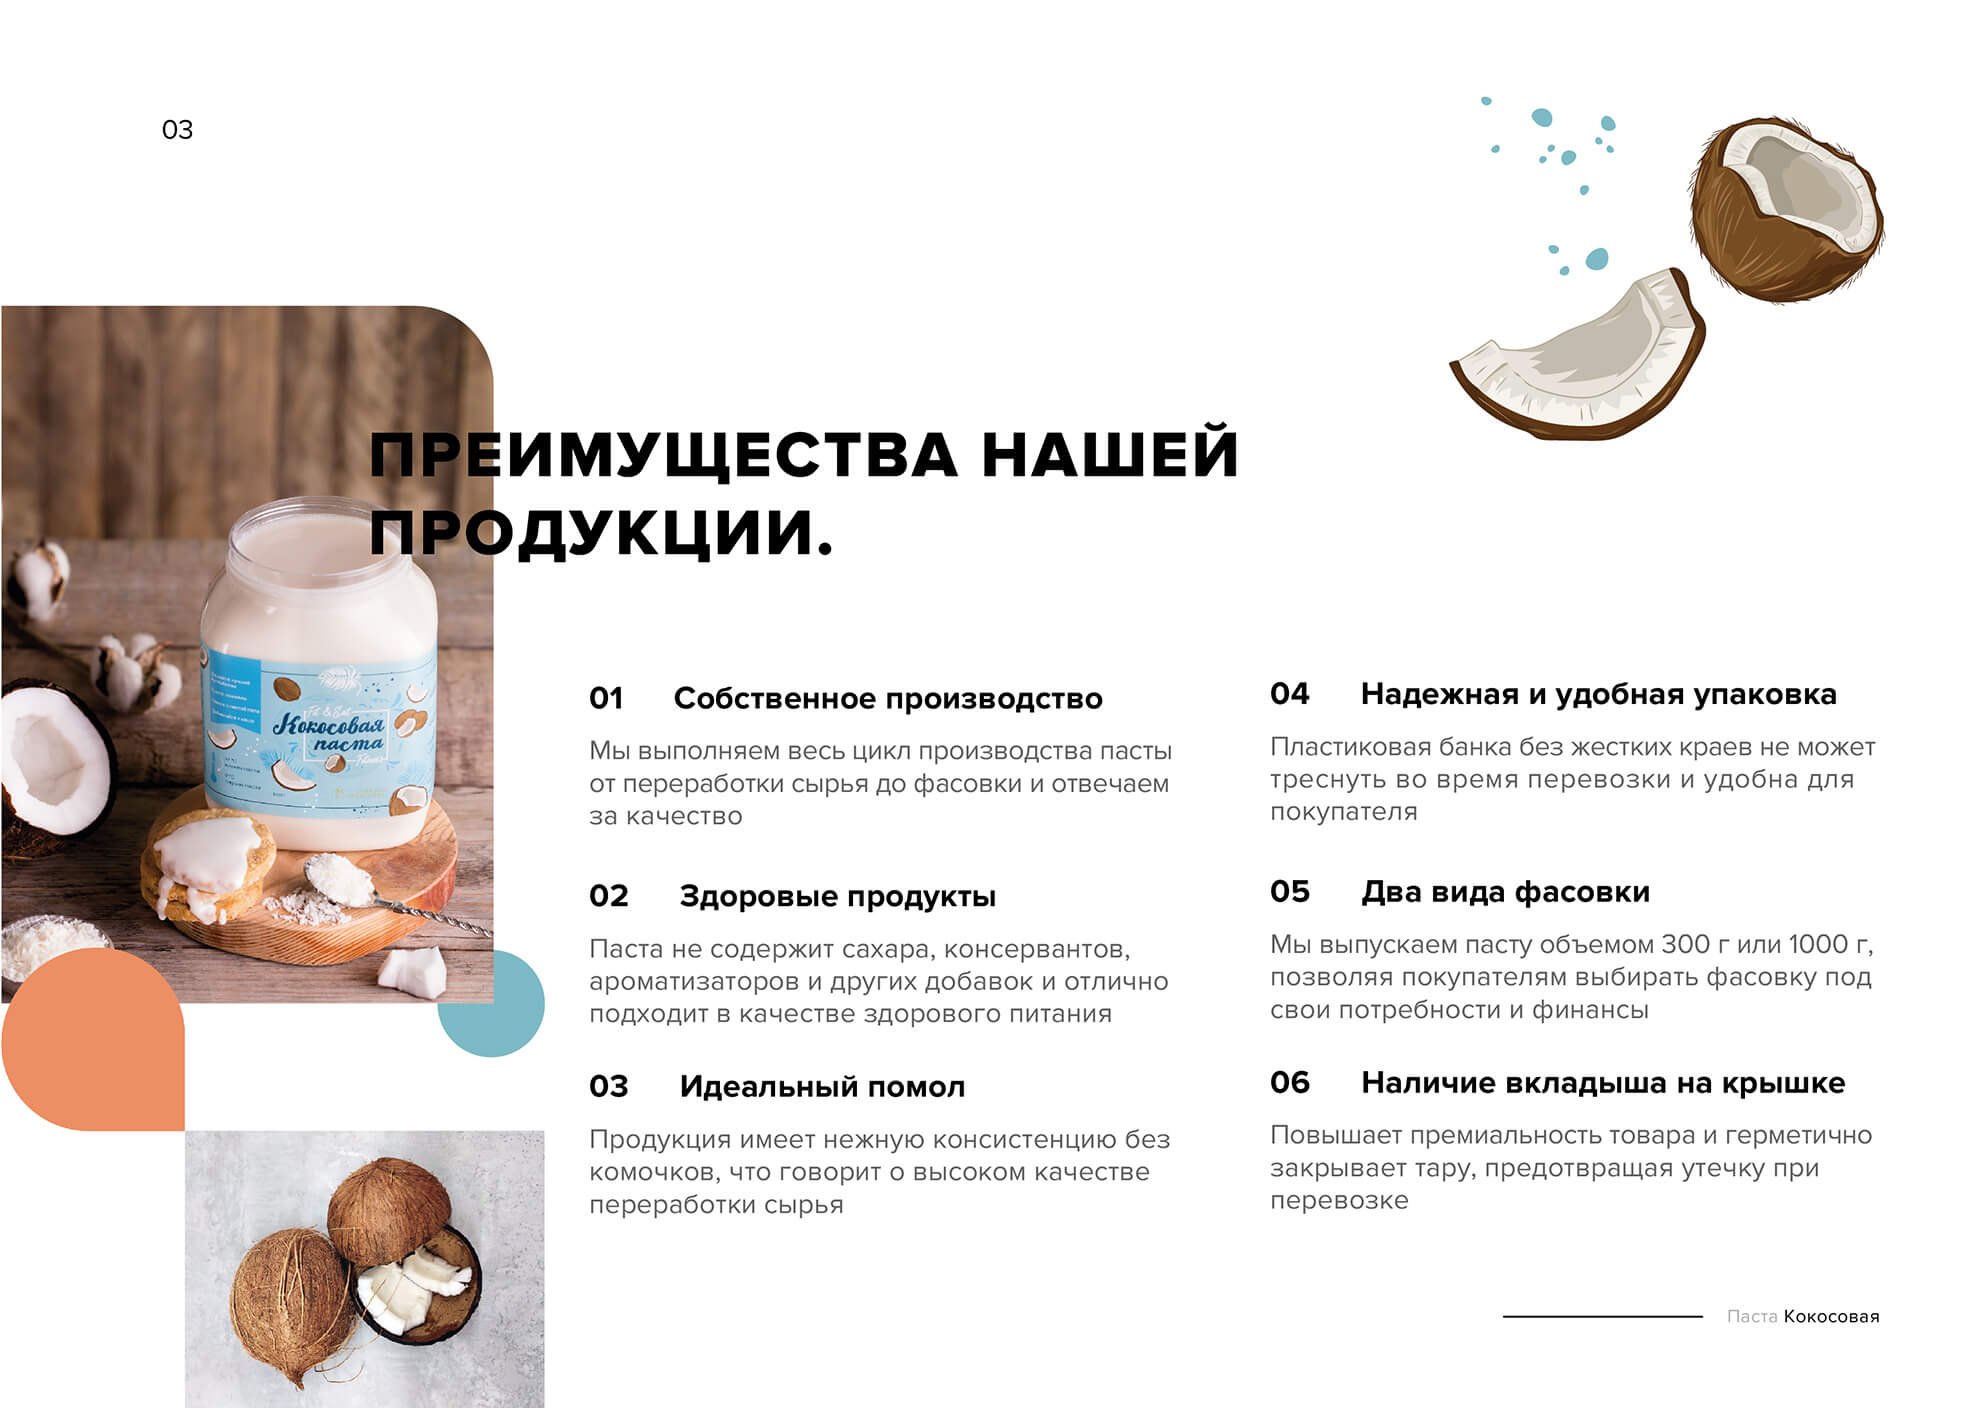 03
ПРЕИМУЩЕСТВА НАШЕЙ
ПРОДУКЦИИ.
Fit & Eat
Кокосовая
паста
01 Собственное производство
Мы выполняем весь цикл производства пасты
от переработки сырья до фасовки и отвечаем
за качество
02 Здоровые продукты
Паста не содержит сахара, консервантов,
ароматизаторов и других добавок и отлично
подходит в качестве здорового питания
03 Идеальный помол
Продукция имеет нежную консистенцию без
комочков, что говорит о высоком качестве
переработки сырья
04 Надежная и удобная упаковка
Пластиковая банка без жестких краев не может
треснуть во время перевозки и удобна для
покупателя
05 Два вида фасовки
Мы выпускаем пасту объемом 300 г или 1000 г,
позволяя покупателям выбирать фасовку под
свои потребности и финансы
06 Наличие вкладыша на крышке
Повышает премиальность товара и герметично
закрывает тару, предотвращая утечку при
перевозке
Паста Кокосовая